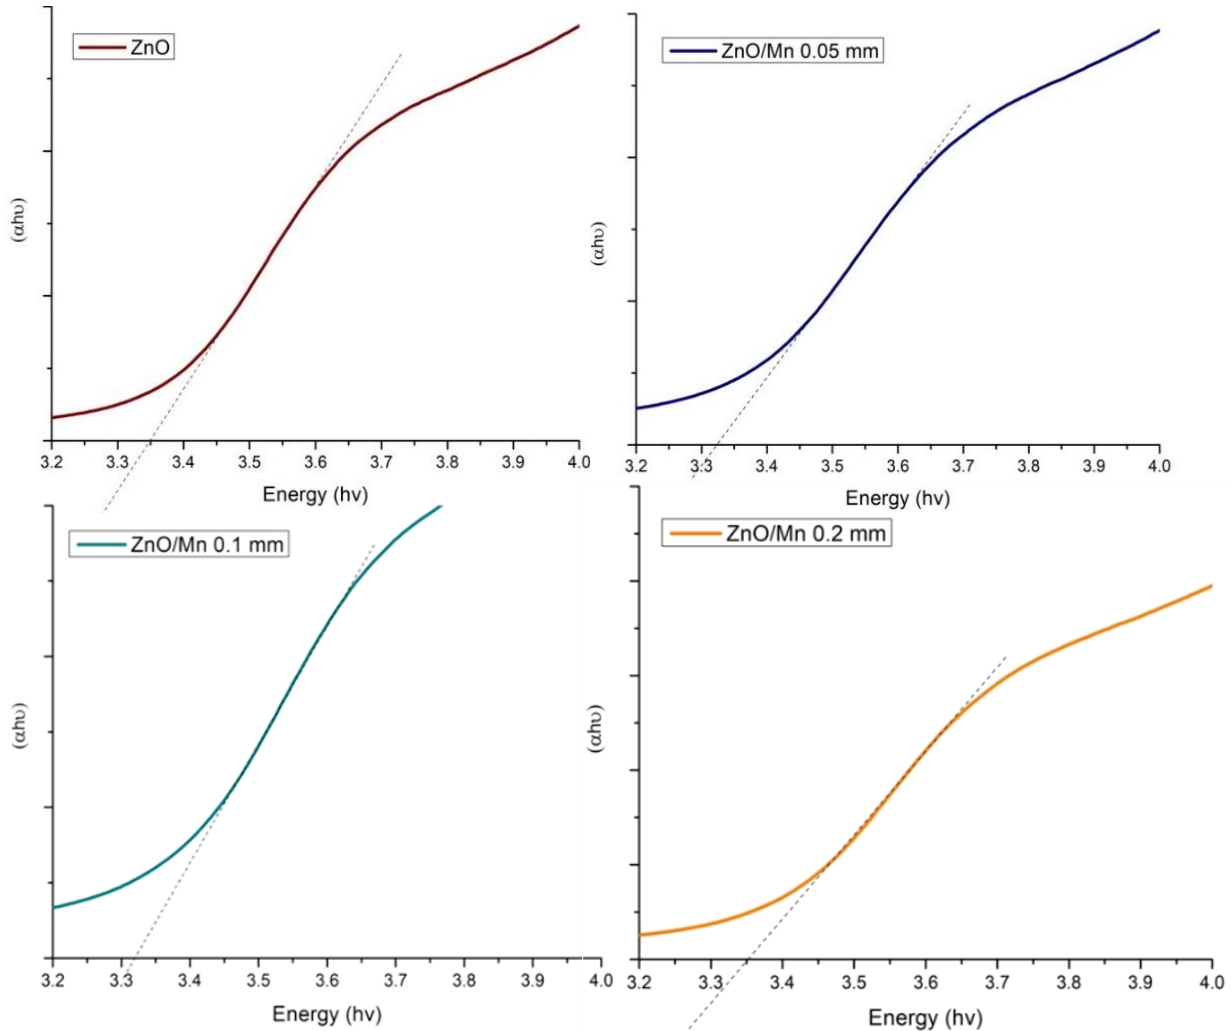 ZnO
(αhυ)
3.2 3.3 3.4 3.5 3.6 3.7 3.8 3.9 4.0
Energy (hv)
ZnO/Mn 0.05 mm
(αhυ)
3.2 3.3 3.4 3.5 3.6 3.7 3.8 3.9 4.0
Energy (hv)
ZnO/Mn 0.1 mm
(αhυ)
3.2 3.3 3.4 3.5 3.6 3.7 3.8 3.9 4.0
Energy (hv)
ZnO/Mn 0.2 mm
(αhυ)
3.2 3.3 3.4 3.5 3.6 3.7 3.8 3.9 4.0
Energy (hv)